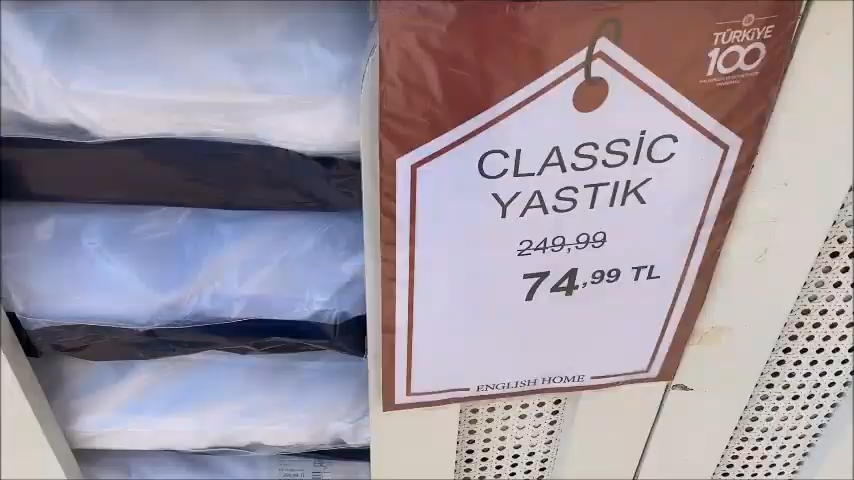 TÜRKİYE
100
CLASSİC
YASTIK
249,99
74,99 TL
ENGLISH HOME